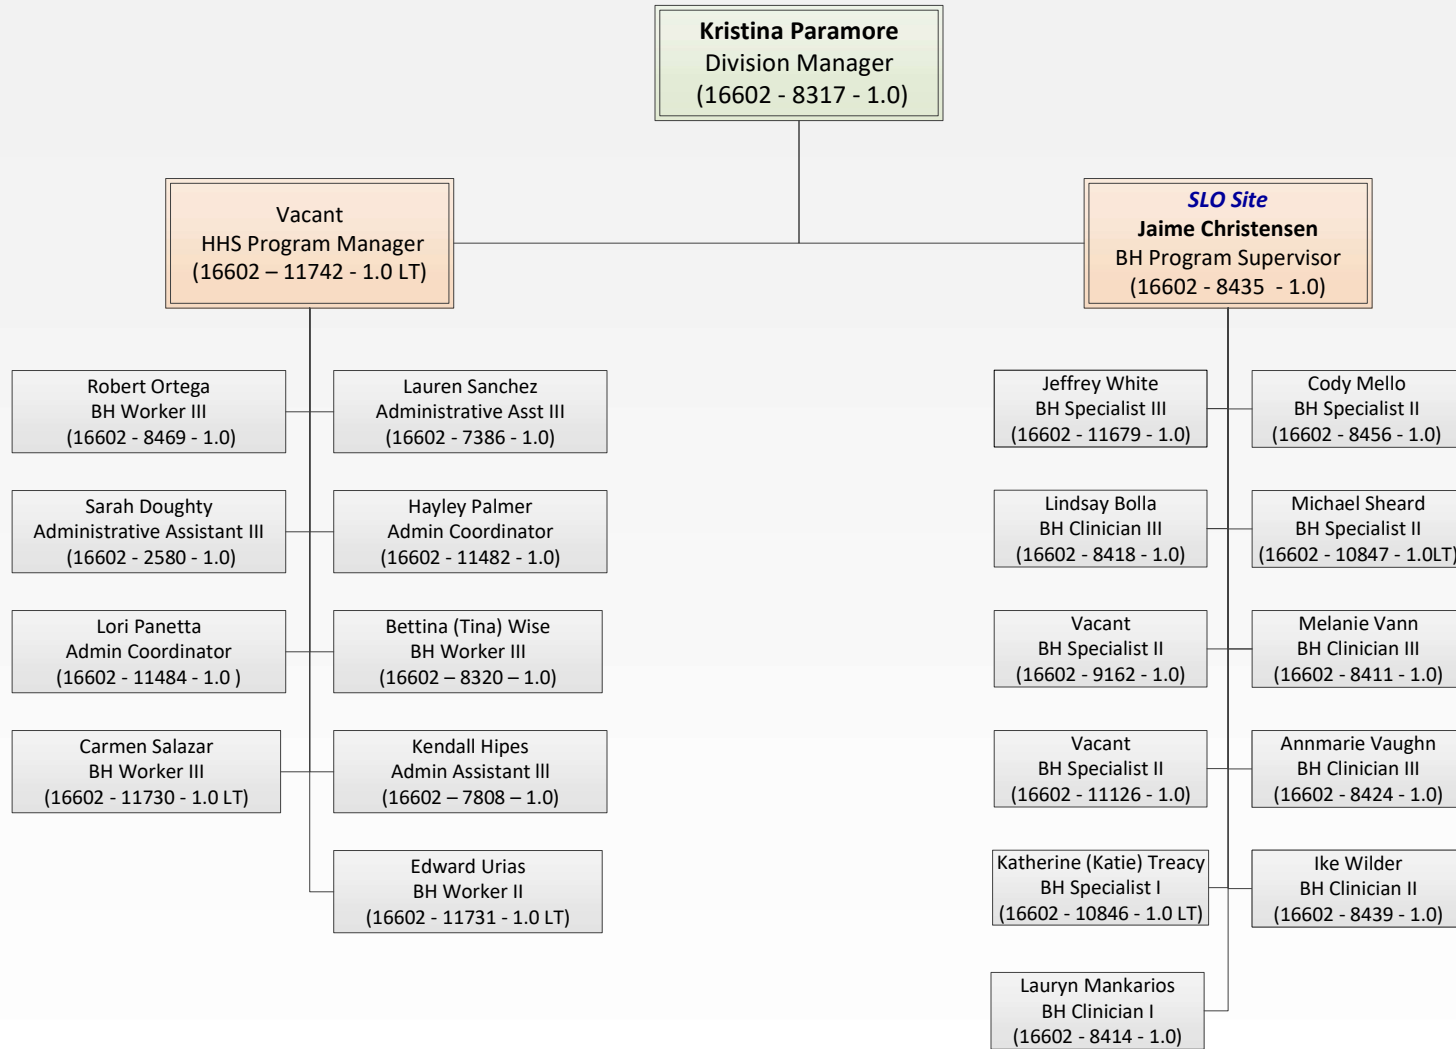 Kristina Paramore
Division Manager
(16602 - 8317 - 1.0)
Vacant
HHS Program Manager
(16602 – 11742 - 1.0 LT)
SLO Site
Jaime Christensen
BH Program Supervisor
(16602 - 8435 - 1.0)
Robert Ortega
BH Worker III
(16602 - 8469 - 1.0)
Lauren Sanchez
Administrative Asst III
(16602 - 7386 - 1.0)
Sarah Doughty
Administrative Assistant III
(16602 - 2580 - 1.0)
Hayley Palmer
Admin Coordinator
(16602 - 11482 - 1.0)
Lori Panetta
Admin Coordinator
(16602 - 11484 - 1.0 )
Bettina (Tina) Wise
BH Worker III
(16602 – 8320 – 1.0)
Carmen Salazar
BH Worker III
(16602 - 11730 - 1.0 LT)
Kendall Hipes
Admin Assistant lll
(16602 – 7808 – 1.0)
Edward Urias
BH Worker II
(16602 - 11731 - 1.0 LT)
Jeffrey White
BH Specialist III
(16602 - 11679 - 1.0)
Cody Mello
BH Specialist II
(16602 - 8456 - 1.0)
Lindsay Bolla
BH Clinician III
(16602 - 8418 - 1.0)
Michael Sheard
BH Specialist II
(16602 - 10847 - 1.0LT)
Vacant
BH Specialist II
(16602 - 9162 - 1.0)
Melanie Vann
BH Clinician III
(16602 - 8411 - 1.0)
Vacant
BH Specialist II
(16602 - 11126 - 1.0)
Annmarie Vaughn
BH Clinician III
(16602 - 8424 - 1.0)
Katherine (Katie) Treacy
BH Specialist I
(16602 - 10846 - 1.0 LT)
Ike Wilder
BH Clinician II
(16602 - 8439 - 1.0)
Lauryn Mankarios
BH Clinician I
(16602 - 8414 - 1.0)